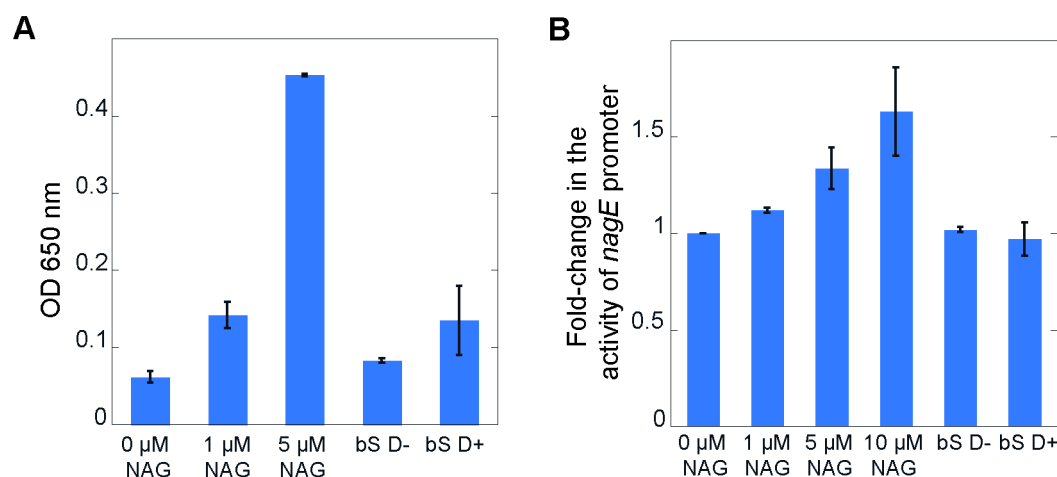 A
OD 650 nm
0.4
0.3
0.2
0.1
0
0 µM NAG
1 µM NAG
5 µM NAG
bS D-
bS D+
B
Fold-change in the
activity of nagE promoter
1.5
1
0.5
0
0 µM NAG
1 µM NAG
5 µM NAG
10 µM NAG
bS D-
bS D+